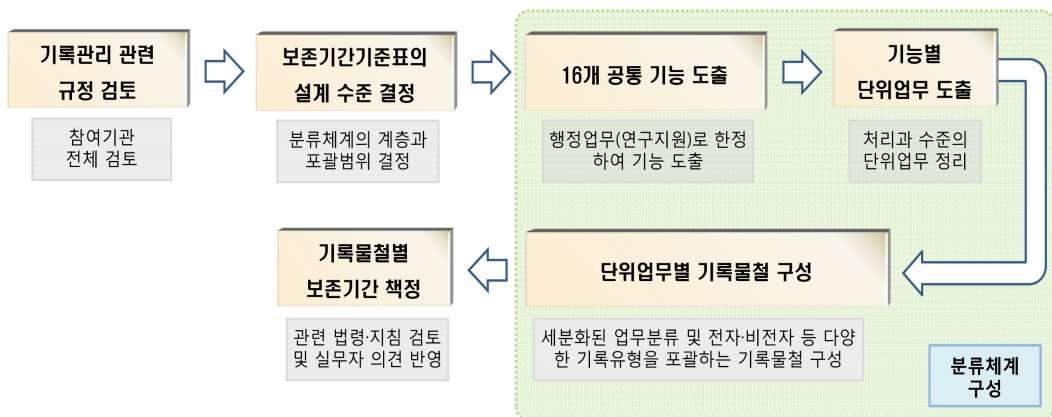 기록관리 관련
규정 검토
참여기관
전체 검토
보존기간기준표의
설계 수준 결정
분류체계의 계층과
포괄범위 결정
16개 공통 기능 도출
행정업무(연구지원)로 한정
하여 기능 도출
기능별
단위업무 도출
처리과 수준의
단위업무 정리
단위업무별 기록물철 구성
세분화된 업무분류 및 전자·비전자 등 다양
한 기록유형을 포괄하는 기록물철 구성
기록물철별
보존기간 책정
관련 법령·지침 검토
및 실무자 의견 반영
분류체계
구성